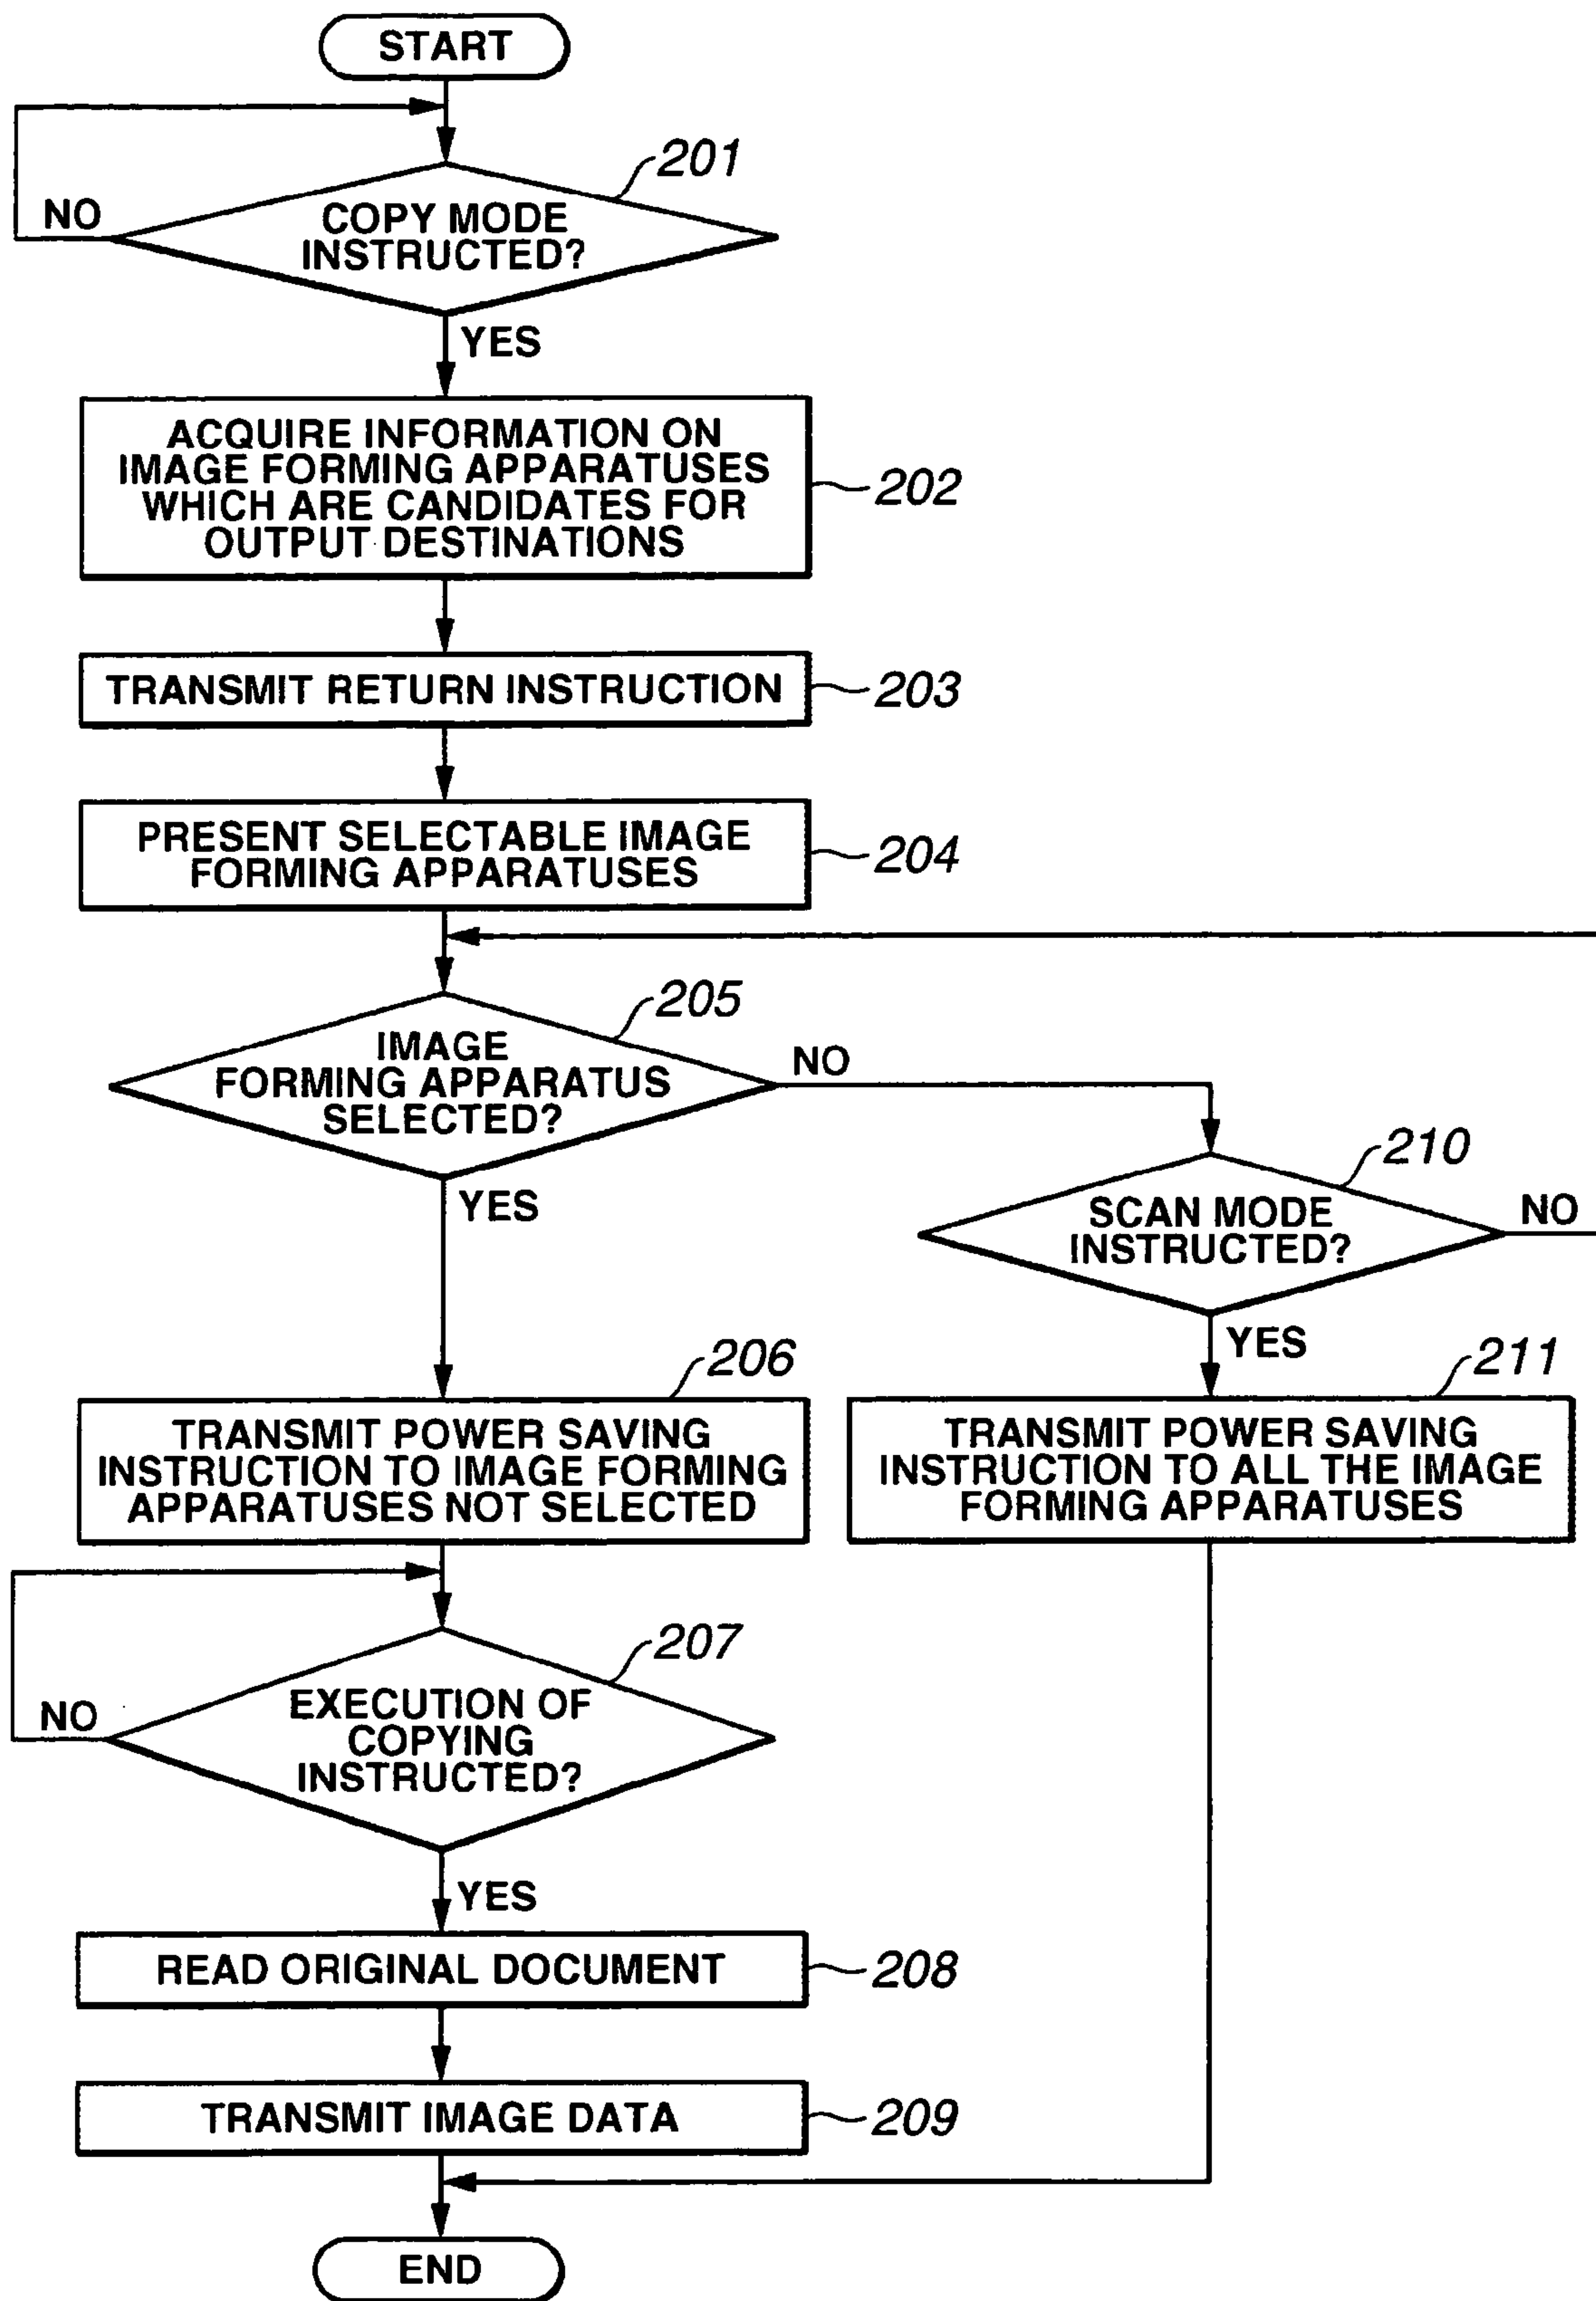 START
201
NO
COPY MODE
INSTRUCTED?
YES
ACQUIRE INFORMATION ON
IMAGE FORMING APPARATUSES
WHICH ARE CANDIDATES FOR
OUTPUT DESTINATIONS
202
TRANSMIT RETURN INSTRUCTION
203
PRESENT SELECTABLE IMAGE
FORMING APPARATUSES
204
205
IMAGE
FORMING APPARATUS
SELECTED?
NO
YES
210
SCAN MODE
INSTRUCTED?
NO
YES
206
TRANSMIT POWER SAVING
INSTRUCTION TO IMAGE FORMING
APPARATUSES NOT SELECTED
211
TRANSMIT POWER SAVING
INSTRUCTION TO ALL THE IMAGE
FORMING APPARATUSES
207
NO
EXECUTION OF
COPYING
INSTRUCTED?
YES
READ ORIGINAL DOCUMENT
208
TRANSMIT IMAGE DATA
209
END